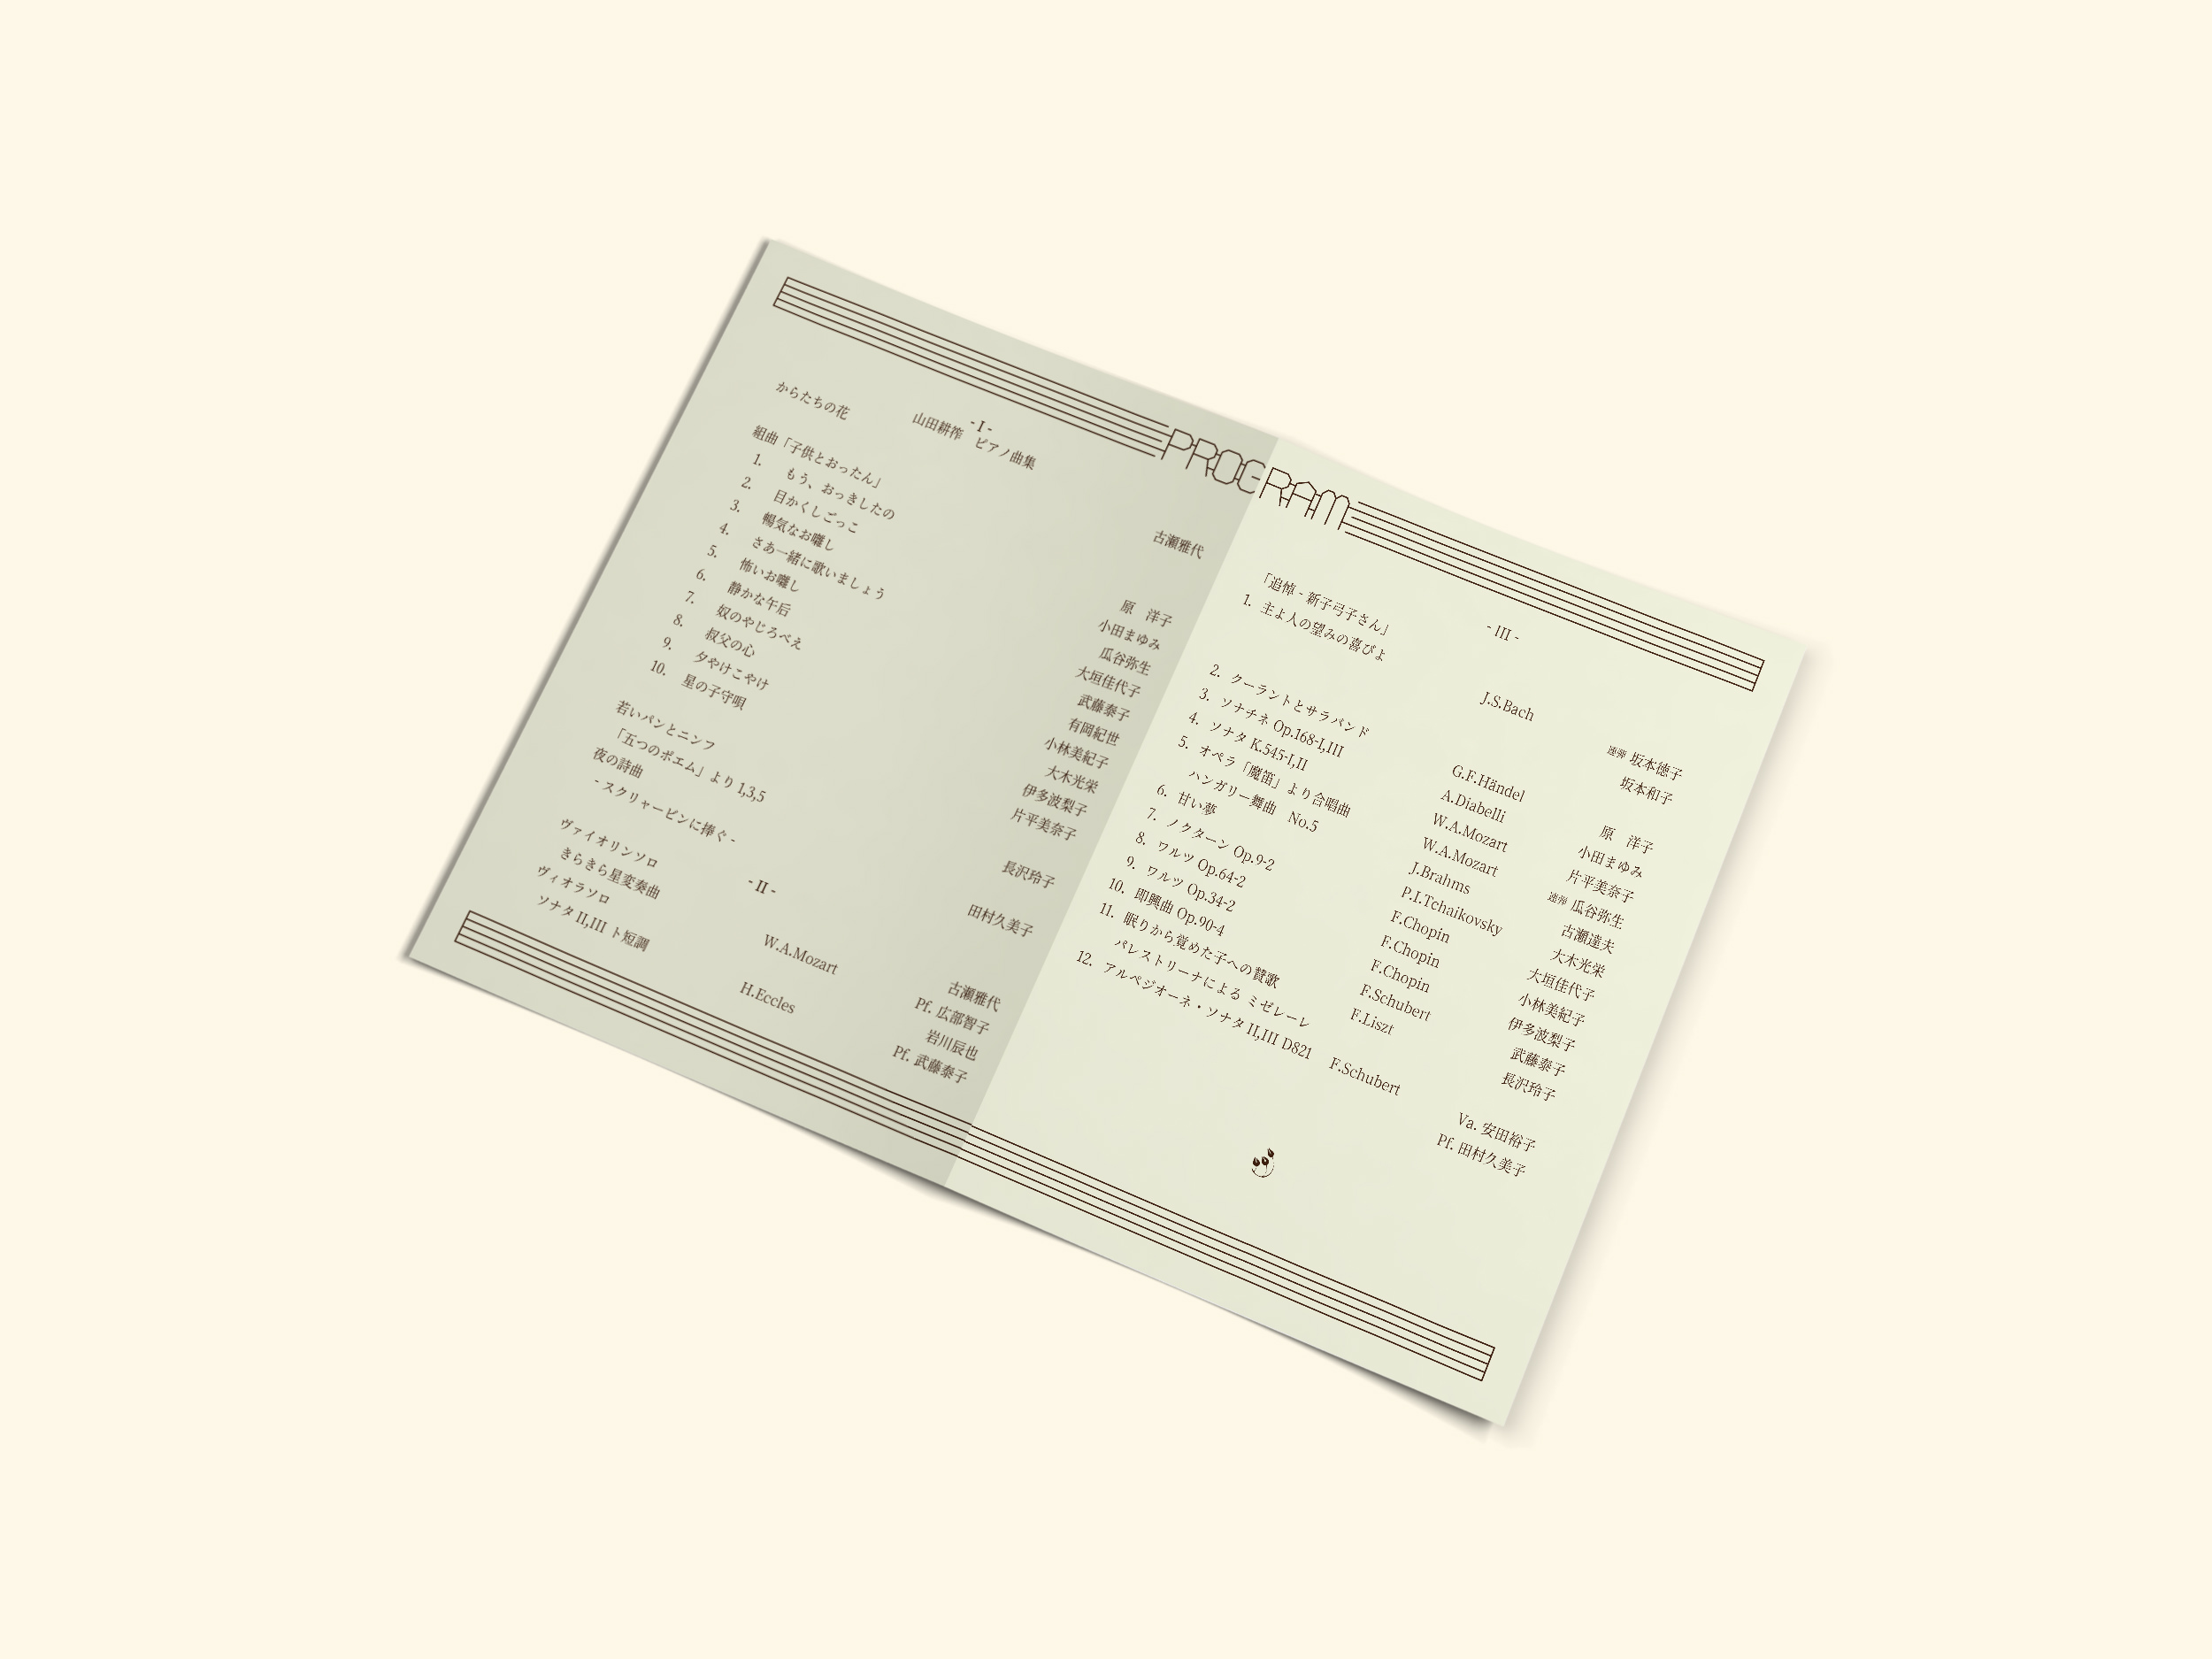 PROGRAM
- I -
山田耕筰　ピアノ曲集
からたちの花 古瀬雅代
組曲「子供とおったん」
1. もう、おっきしたの 原　洋子
2. 目かくしごっこ 小田まゆみ
3. 暢気なお囃し 瓜谷弥生
4. さあ一緒に歌いましょう 大垣佳代子
5. 怖いお囃し 武藤泰子
6. 静かな午后 有岡紀世
7. 奴のやじろべえ 小林美紀子
8. 叔父の心 大木光栄
9. 夕やけこやけ 伊多波梨子
10. 星の子守唄 片平美奈子
若いパンとニンフ
「五つのポエム」より 1,3,5 長沢玲子
夜の詩曲
- スクリャービンに捧ぐ - 田村久美子
- II -
ヴァイオリンソロ
きらきら星変奏曲 W.A.Mozart 古瀬雅代
Pf. 広部智子
ヴィオラソロ
ソナタ II,III ト短調 H.Eccles 岩川辰也
Pf. 武藤泰子
- III -
「追悼 - 新子弓子さん」
1. 主よ人の望みの喜びよ J.S.Bach 連弾 坂本徳子
坂本和子
2. クーラントとサラバンド G.F.Händel 原　洋子
3. ソナチネ Op.168-I,III A.Diabelli 小田まゆみ
4. ソナタ K.545-I,II W.A.Mozart 片平美奈子
5. オペラ「魔笛」より合唱曲 W.A.Mozart 連弾 瓜谷弥生
ハンガリー舞曲　No.5 J.Brahms 古瀬達夫
6. 甘い夢 P.I.Tchaikovsky 大木光栄
7. ノクターン Op.9-2 F.Chopin 大垣佳代子
8. ワルツ Op.64-2 F.Chopin 小林美紀子
9. ワルツ Op.34-2 F.Chopin 伊多波梨子
10. 即興曲 Op.90-4 F.Schubert 武藤泰子
11. 眠りから覚めた子への賛歌 F.Liszt 長沢玲子
パレストリーナによる ミゼレーレ
12. アルペジオーネ・ソナタ II,III D821 F.Schubert Va. 安田裕子
Pf. 田村久美子